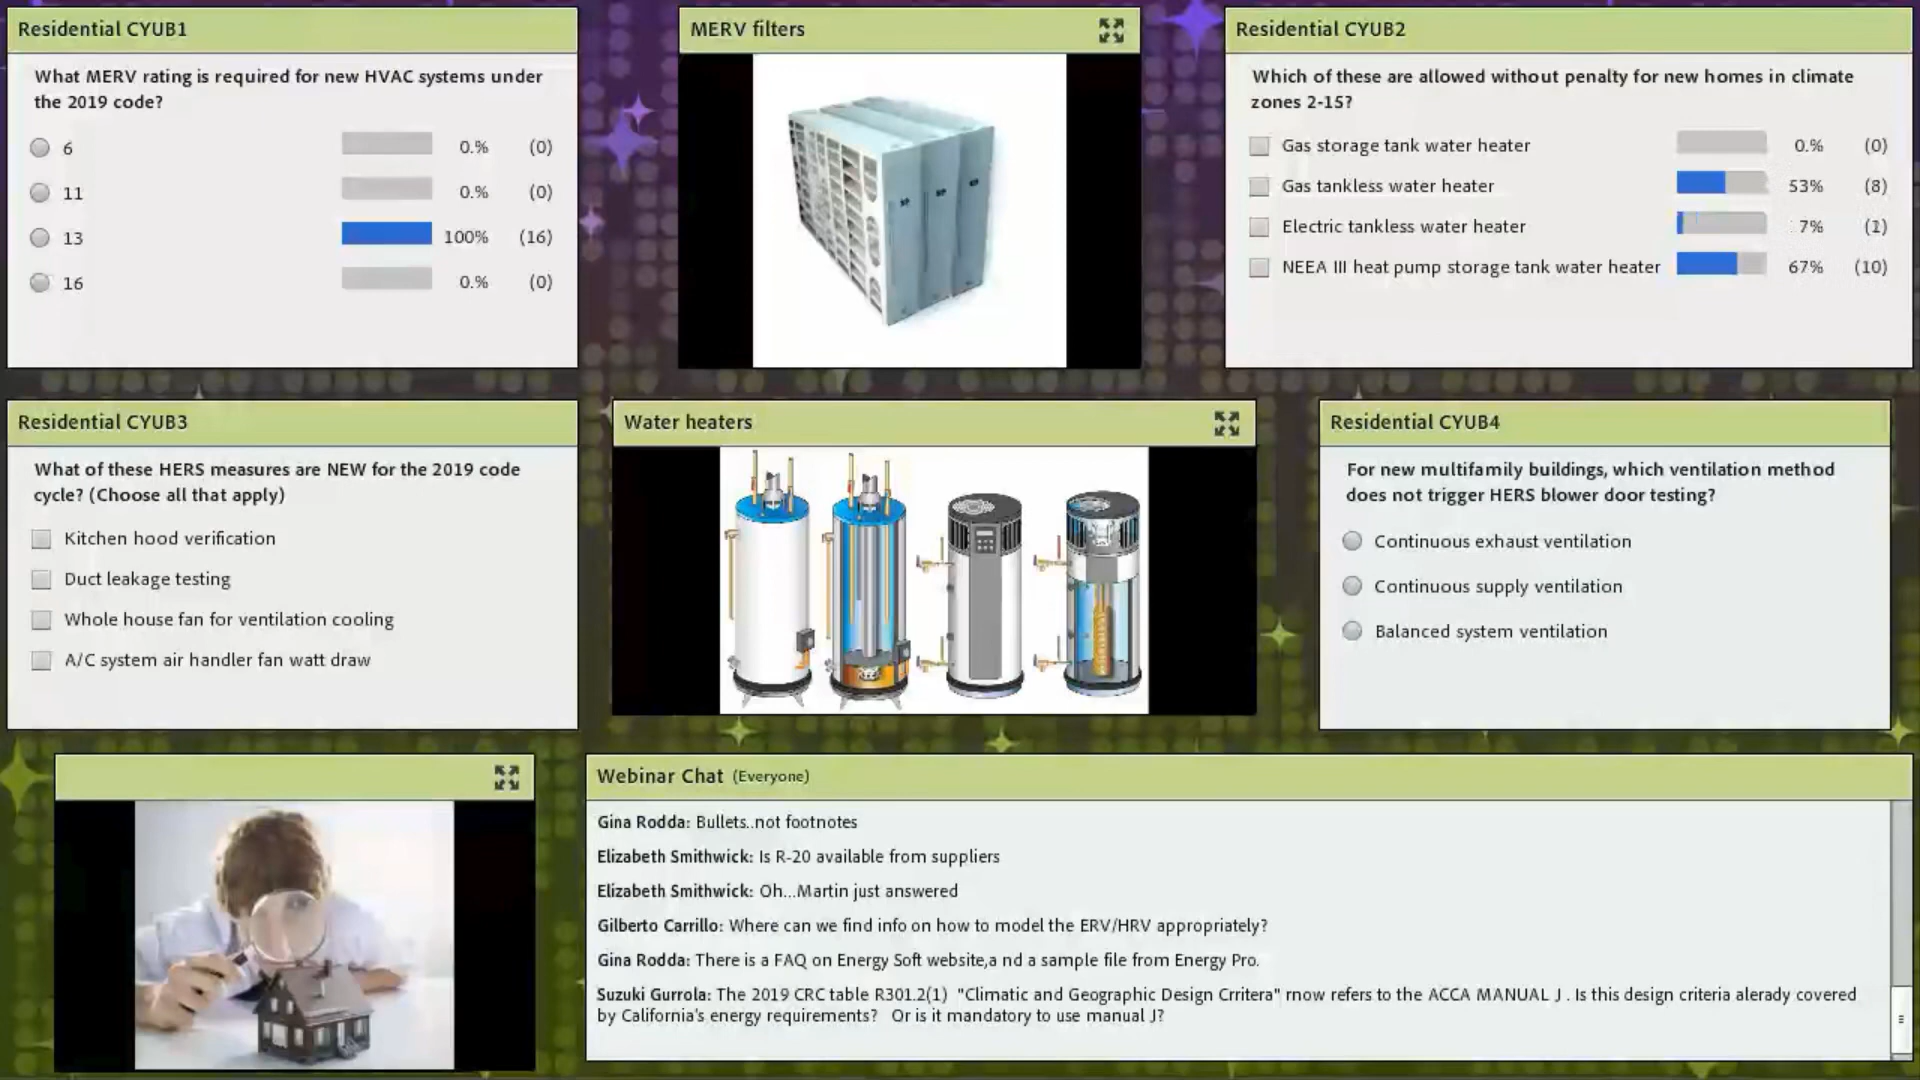 Residential CYUB1
What MERV rating is required for new HVAC systems under
the 2019 code?
6 0.% (0)
11 0.% (0)
13 100% (16)
16 0.% (0)
MERV filters
Residential CYUB2
Which of these are allowed without penalty for new homes in climate
zones 2-15?
Gas storage tank water heater 0.% (0)
Gas tankless water heater 53% (8)
Electric tankless water heater 7% (1)
NEEA III heat pump storage tank water heater 67% (10)
Residential CYUB3
What of these HERS measures are NEW for the 2019 code
cycle? (Choose all that apply)
Kitchen hood verification
Duct leakage testing
Whole house fan for ventilation cooling
A/C system air handler fan watt draw
Water heaters
Residential CYUB4
For new multifamily buildings, which ventilation method
does not trigger HERS blower door testing?
Continuous exhaust ventilation
Continuous supply ventilation
Balanced system ventilation
Webinar Chat (Everyone)
Gina Rodda: Bullets..not footnotes
Elizabeth Smithwick: Is R-20 available from suppliers
Elizabeth Smithwick: Oh...Martin just answered
Gilberto Carrillo: Where can we find info on how to model the ERV/HRV appropriately?
Gina Rodda: There is a FAQ on Energy Soft website,a nd a sample file from Energy Pro.
Suzuki Gurrola: The 2019 CRC table R301.2(1) "Climatic and Geographic Design Crritera" rnow refers to the ACCA MANUAL J . Is this design criteria alerady covered
by California's energy requirements? Or is it mandatory to use manual J?